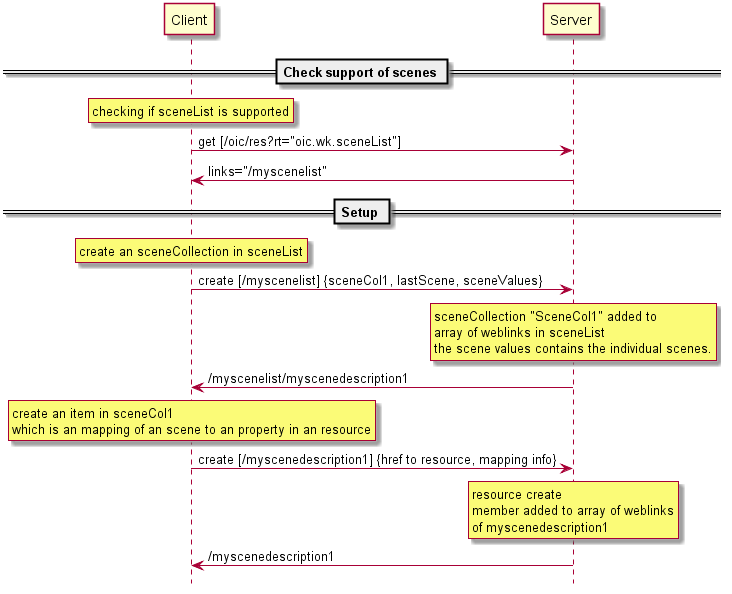 Client
Server
Check support of scenes
checking if sceneList is supported
get [/oic/res?rt="oic.wk.sceneList"]
links="/myscenelist"
Setup
create an sceneCollection in sceneList
create [/myscenelist] {sceneCol1, lastScene, sceneValues}
sceneCollection "SceneCol1" added to
array of weblinks in sceneList
the scene values contains the individual scenes.
/myscenelist/myscenedescription1
create an item in sceneCol1
which is an mapping of an scene to an property in an resource
create [/myscenedescription1] {href to resource, mapping info}
resource create
member added to array of weblinks
of myscenedescription1
/myscenedescription1